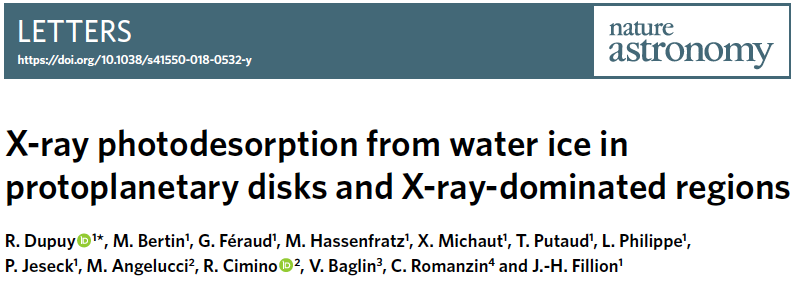 LETTERS
https://doi.org/10.1038/s41550-018-0532-y
nature
astronomy
X-ray photodesorption from water ice in
protoplanetary disks and X-ray-dominated regions
R. Dupuy iD 1*, M. Bertin1, G. Féraud1, M. Hassenfratz1, X. Michaut1, T. Putaud1, L. Philippe1,
P. Jeseck1, M. Angelucci2, R. Cimino iD 2, V. Baglin3, C. Romanzin4 and J.-H. Fillion1